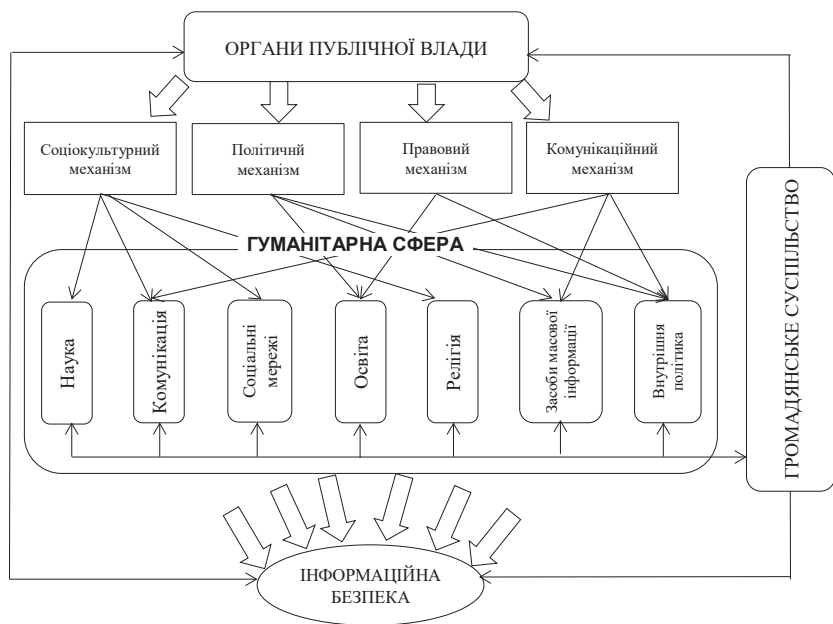 ОРГАНИ ПУБЛІЧНОЇ ВЛАДИ
Соціокультурний
механізм
Політичнй
механізм
Правовий
механізм
Комунікаційний
механізм
ГУМАНІТАРНА СФЕРА
Наука
Комунікація
Соціальні
мережі
Освіта
Релігія
Засоби масової
інформації
Внутрішня
політика
ГРОМАДЯНСЬКЕ СУСПІЛЬСТВО
ІНФОРМАЦІЙНА
БЕЗПЕКА